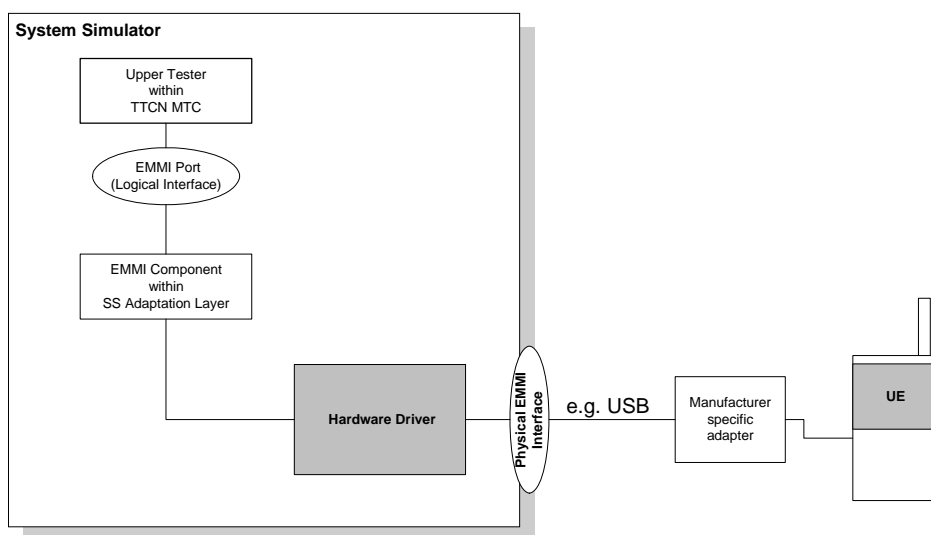 System Simulator
Upper Tester
within
TTCN MTC
EMMI Port
(Logical Interface)
EMMI Component
within
SS Adaptation Layer
Hardware Driver
Physical EMMI
Interface
e.g. USB
Manufacturer
specific
adapter
UE